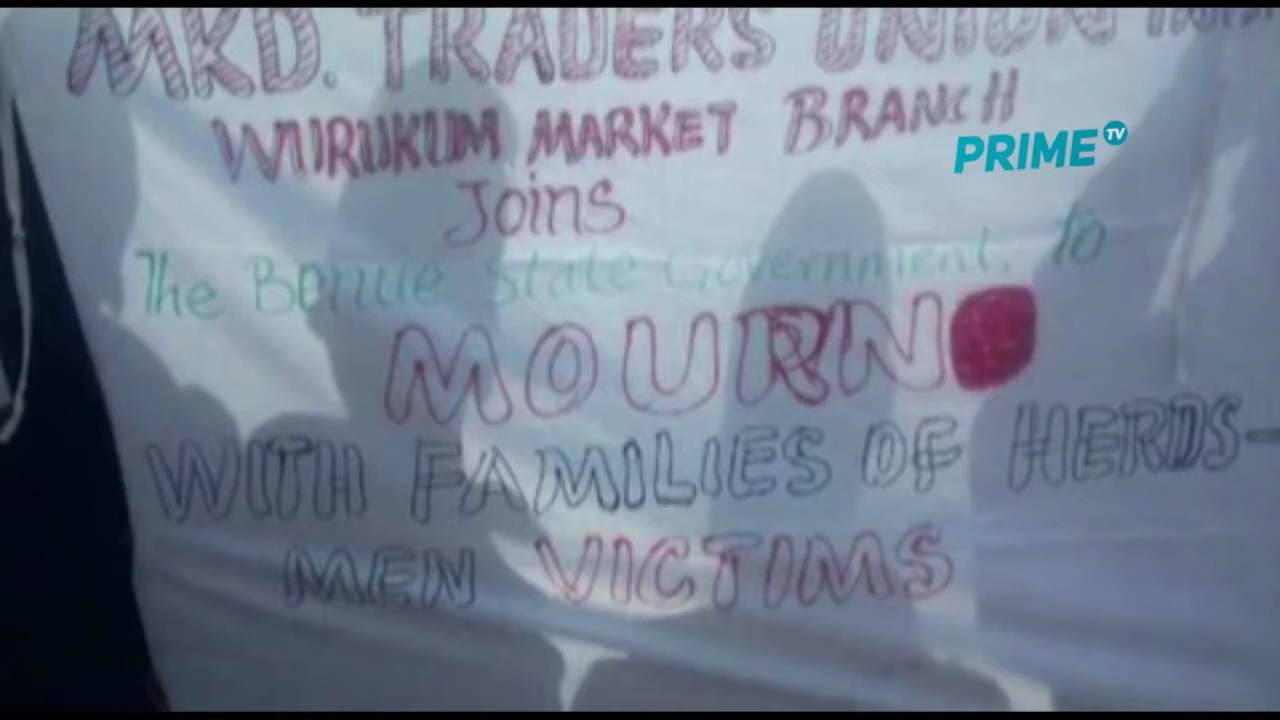 MKD. TRADERS UNION
WURUKUM MARKET BRANCH
PRIME TV
Joins
The Benue State Government. to
MOURN
WITH FAMILIES OF HERDS-
MEN VICTIMS